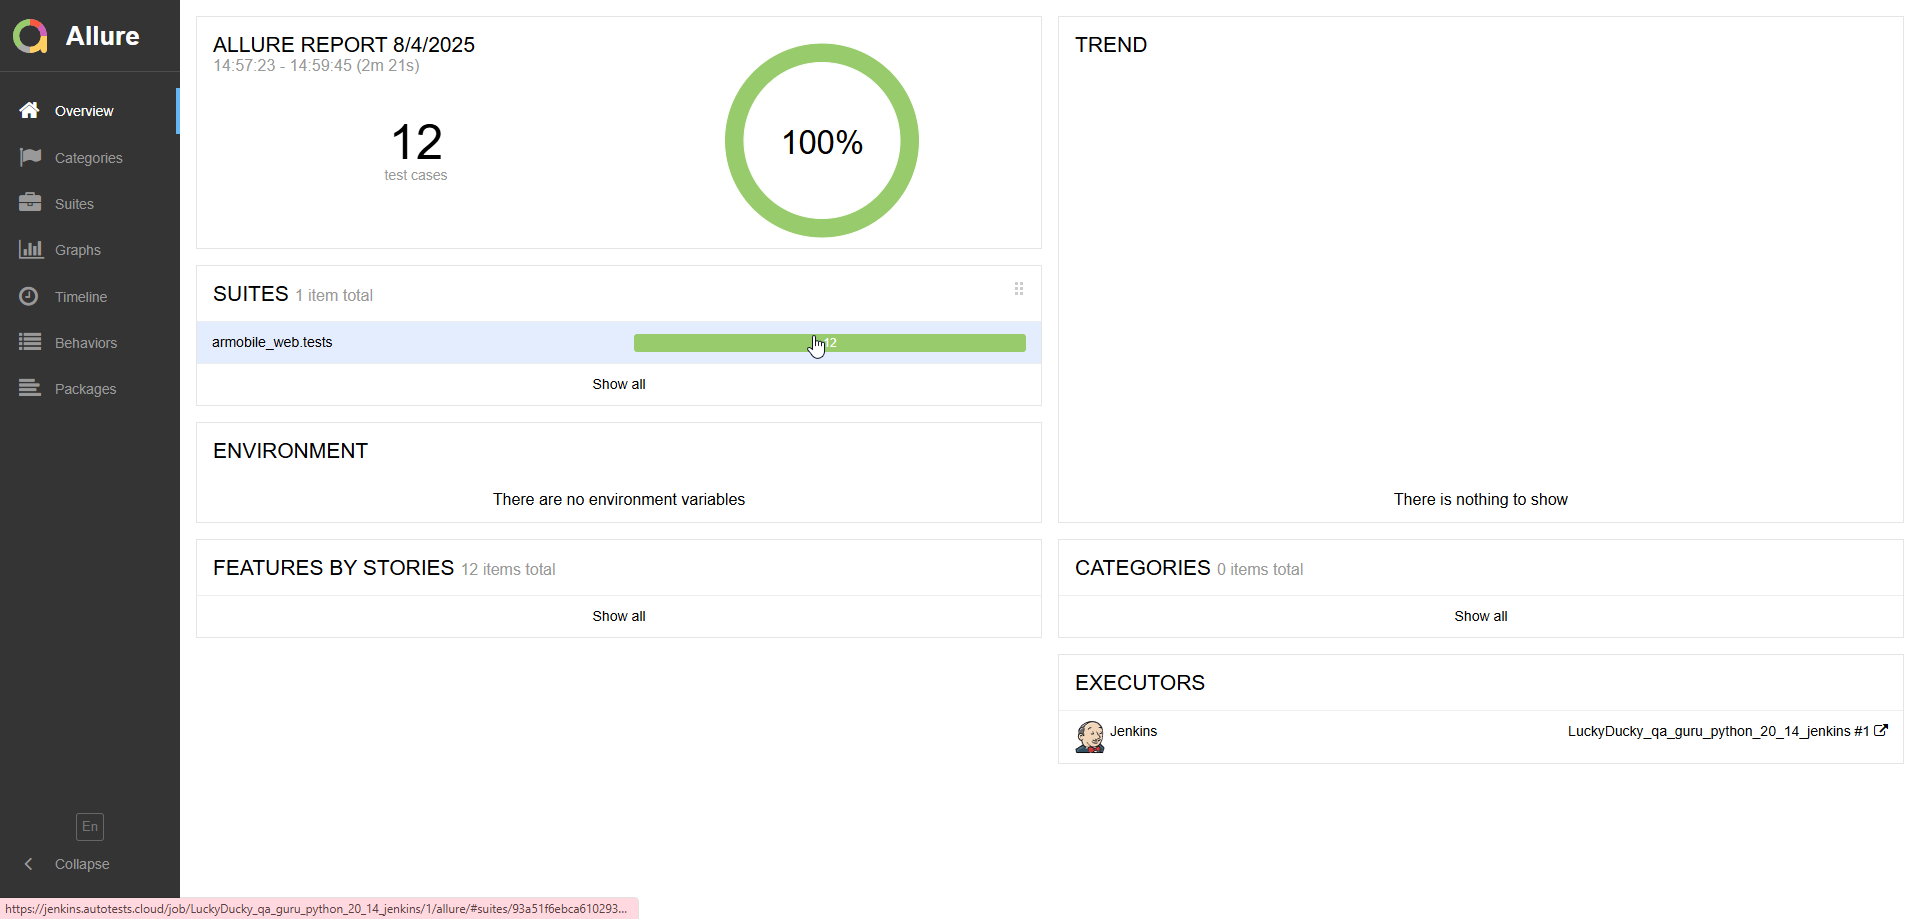 Allure
Overview
Categories
Suites
Graphs
Timeline
Behaviors
Packages
En
Collapse
ALLURE REPORT 8/4/2025
14:57:23 - 14:59:45 (2m 21s)
12
test cases
100%
SUITES 1 item total
armobile_web.tests
12
Show all
ENVIRONMENT
There are no environment variables
FEATURES BY STORIES 12 items total
Show all
TREND
There is nothing to show
CATEGORIES 0 items total
Show all
EXECUTORS
Jenkins
LuckyDucky_qa_guru_python_20_14_jenkins #1
https://jenkins.autotests.cloud/job/LuckyDucky_qa_guru_python_20_14_jenkins/1/allure/#suites/93a51f6ebca610293...